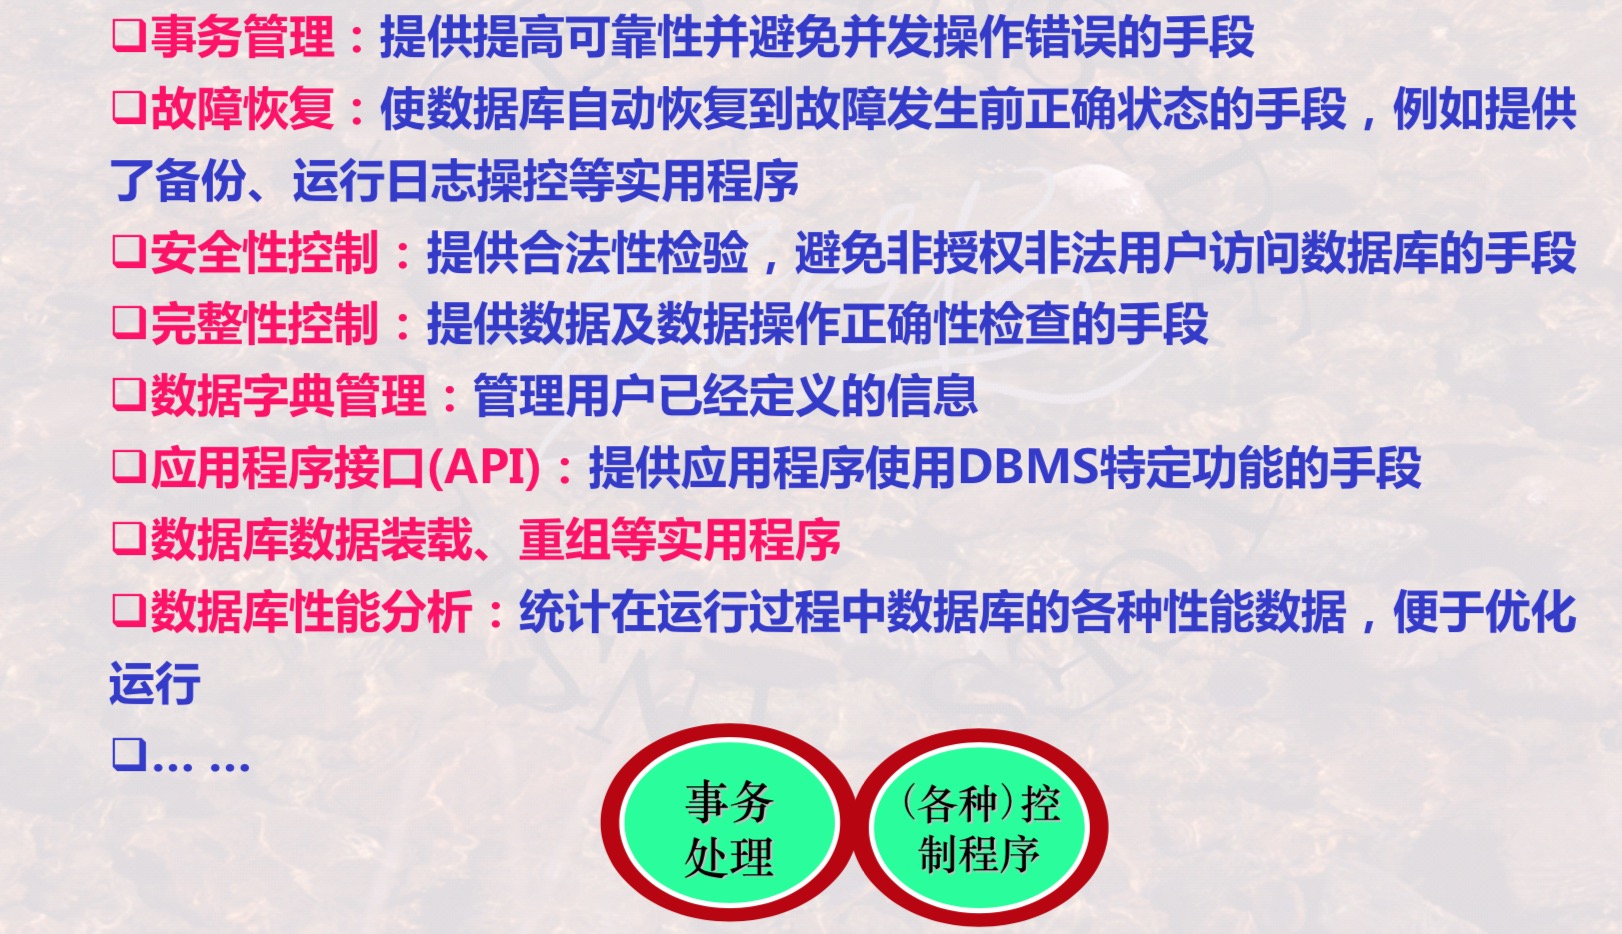 ❑事务管理：提供提高可靠性并避免并发操作错误的手段
❑故障恢复：使数据库自动恢复到故障发生前正确状态的手段，例如提供
了备份、运行日志操控等实用程序
❑安全性控制：提供合法性检验，避免非授权非法用户访问数据库的手段
❑完整性控制：提供数据及数据操作正确性检查的手段
❑数据字典管理：管理用户已经定义的信息
❑应用程序接口(API)：提供应用程序使用DBMS特定功能的手段
❑数据库数据装载、重组等实用程序
❑数据库性能分析：统计在运行过程中数据库的各种性能数据，便于优化
运行
❑... ...
事务
处理
(各种)控
制程序